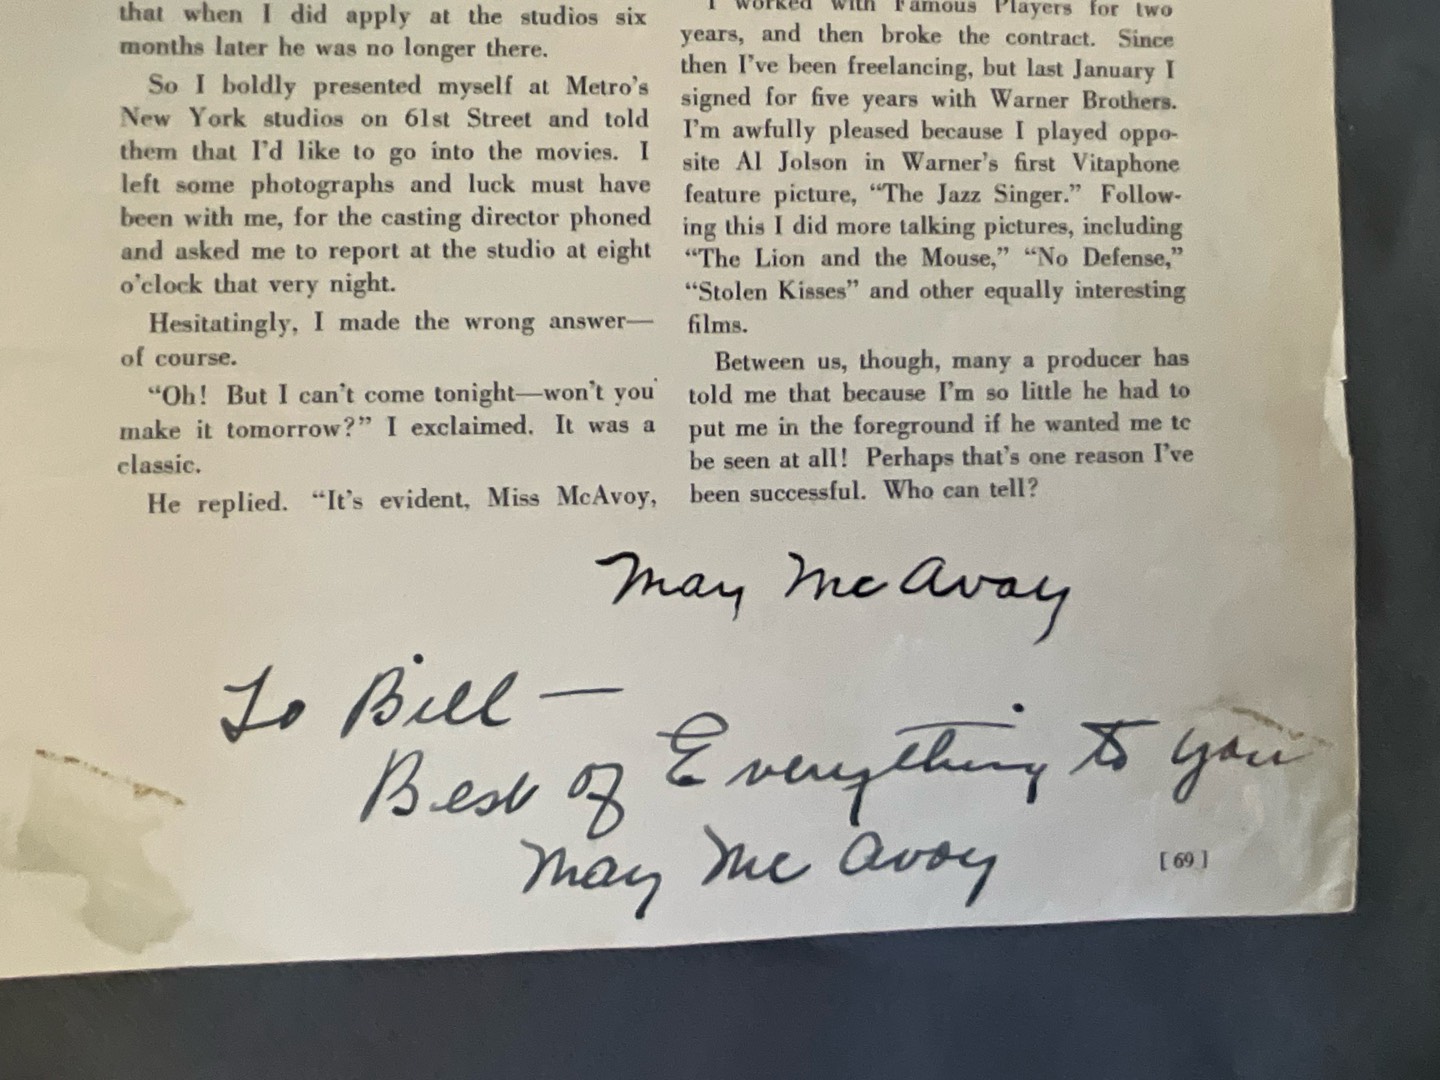 that when I did apply at the studios six
months later he was no longer there.
So I boldly presented myself at Metro's
New York studios on 61st Street and told
them that I'd like to go into the movies. I
left some photographs and luck must have
been with me, for the casting director phoned
and asked me to report at the studio at eight
o'clock that very night.
Hesitatingly, I made the wrong answer—
of course.
“Oh! But I can't come tonight—won't you
make it tomorrow?” I exclaimed. It was a
classic.
He replied. “It's evident, Miss McAvoy,
I worked with Famous Players for two
years, and then broke the contract. Since
then I've been freelancing, but last January I
signed for five years with Warner Brothers.
I'm awfully pleased because I played oppo-
site Al Jolson in Warner's first Vitaphone
feature picture, “The Jazz Singer.” Follow-
ing this I did more talking pictures, including
“The Lion and the Mouse,” “No Defense,”
“Stolen Kisses” and other equally interesting
films.
Between us, though, many a producer has
told me that because I'm so little he had to
put me in the foreground if he wanted me to
be seen at all! Perhaps that's one reason I've
been successful. Who can tell?
May McAvoy
To Bill —
Best of Everything to you
May McAvoy
[ 69 ]